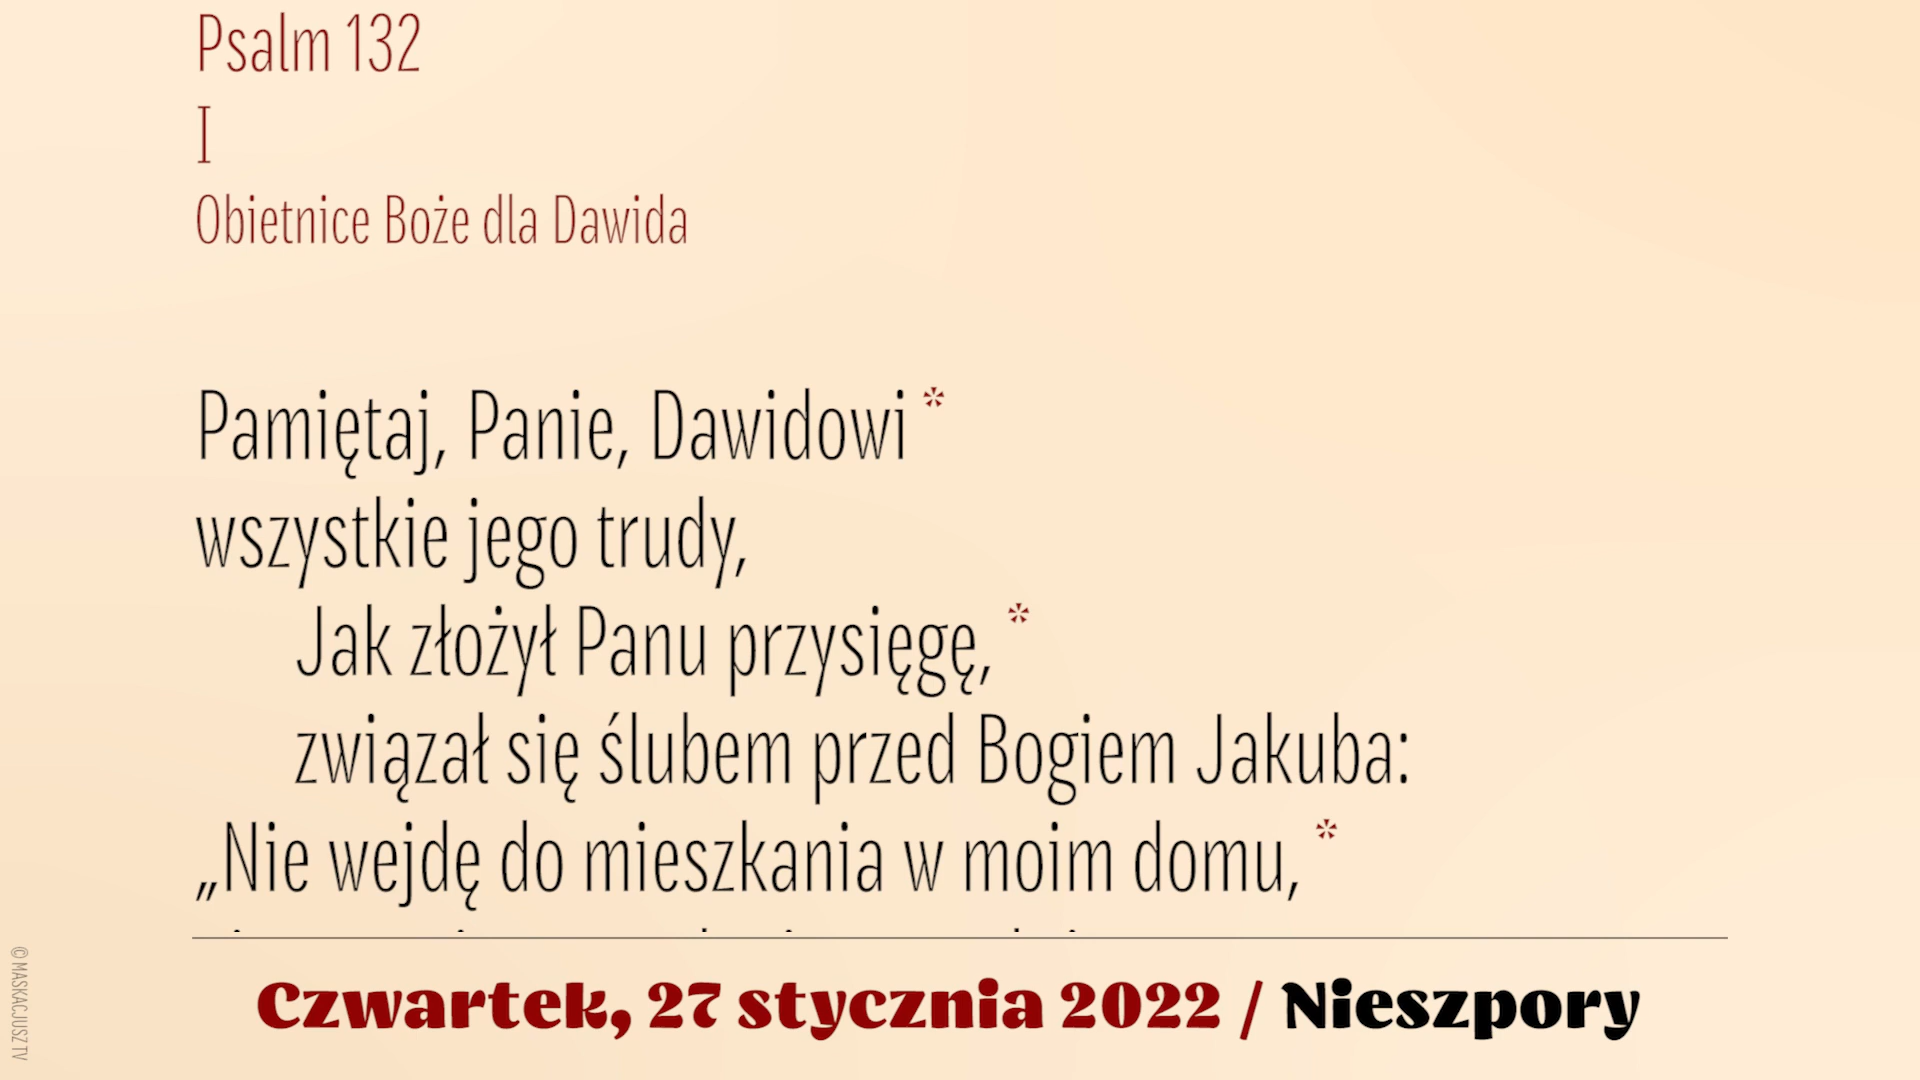 Psalm 132
I
Obietnice Boże dla Dawida
Pamiętaj, Panie, Dawidowi *
wszystkie jego trudy,
Jak złożył Panu przysięgę, *
związał się ślubem przed Bogiem Jakuba:
„Nie wejdę do mieszkania w moim domu, *
Czwartek, 27 stycznia 2022 / Nieszpory
© MASKACJUSZ TV